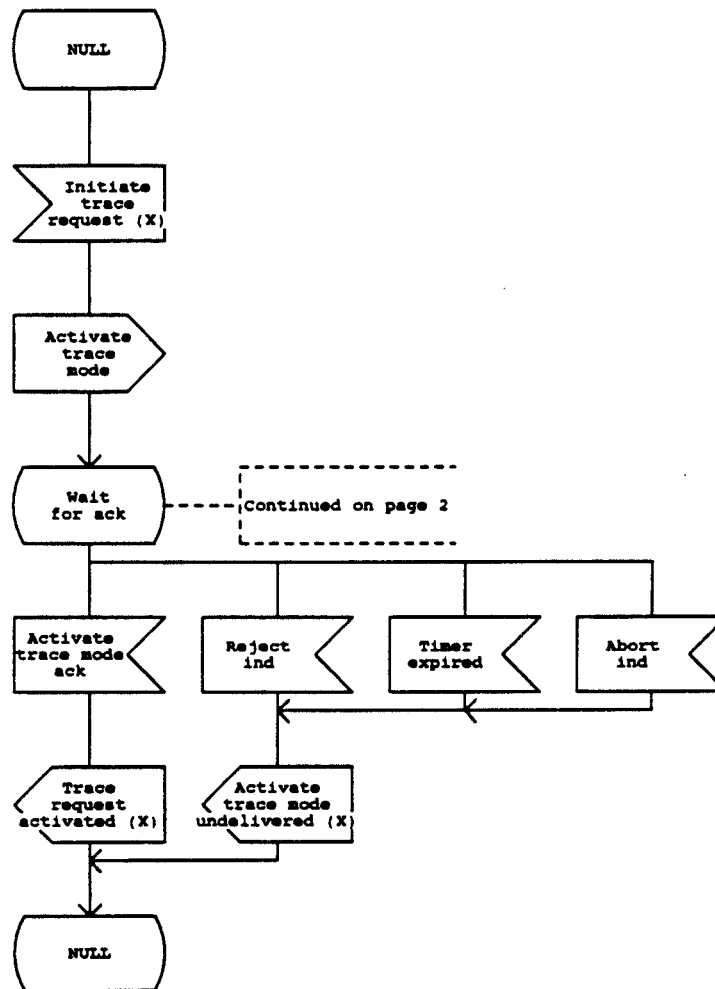 NULL
Initiate
trace
request (X)
Activate
trace
mode
Wait
for ack
Continued on page 2
Activate
trace mode
ack
Reject
ind
Timer
expired
Abort
ind
Trace
request
activated (X)
Activate
trace mode
undelivered (X)
NULL